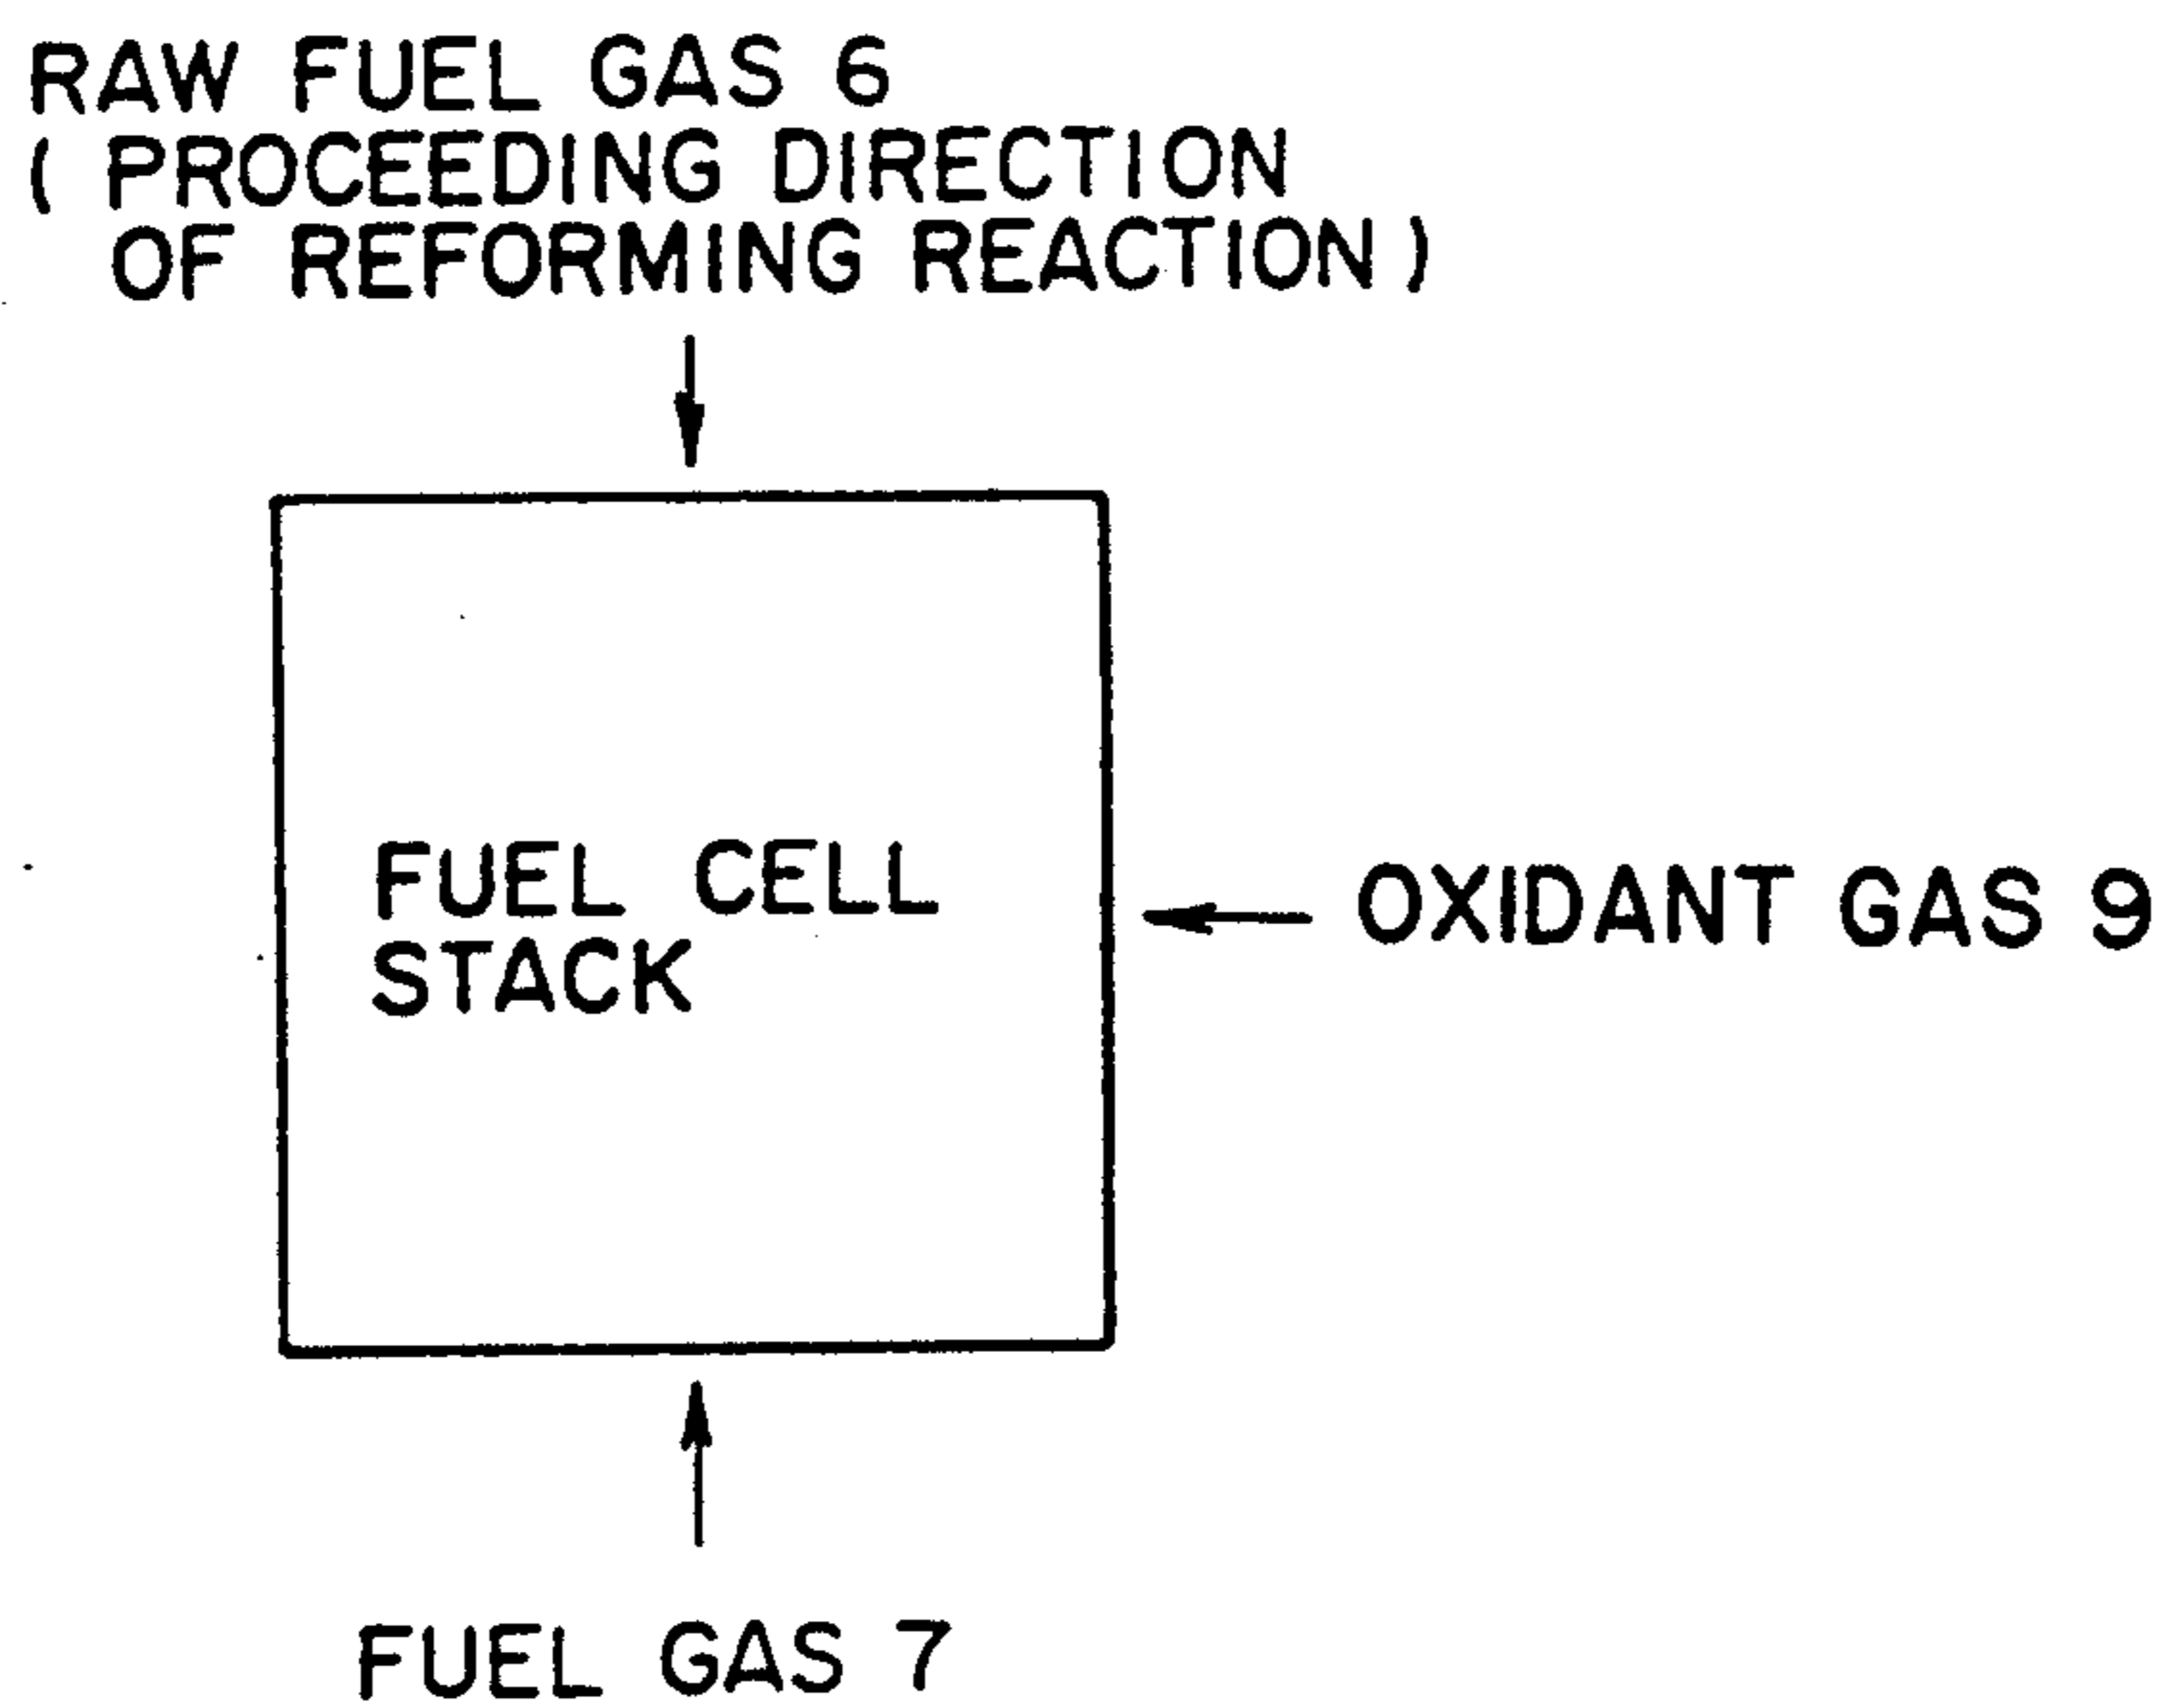 RAW FUEL GAS 6
( PROCEEDING DIRECTION
OF REFORMING REACTION )
FUEL CELL
STACK
OXIDANT GAS 9
FUEL GAS 7